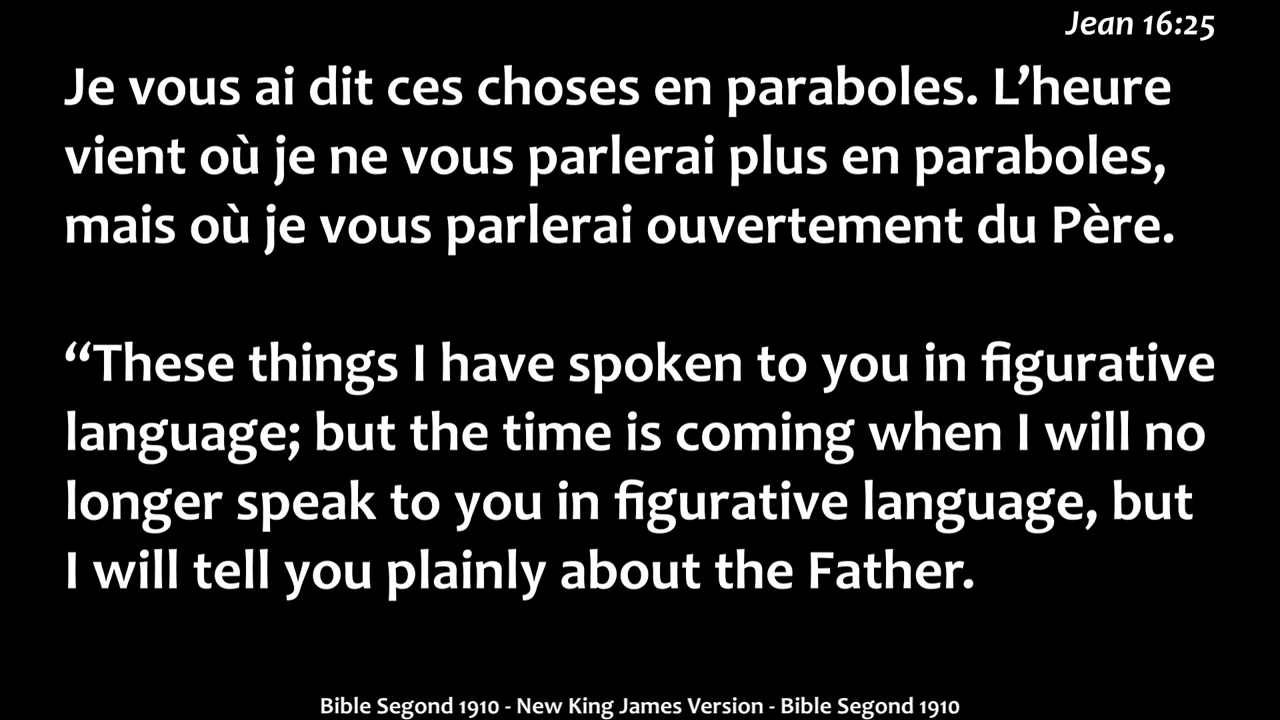 Jean 16:25
Je vous ai dit ces choses en paraboles. L’heure
vient où je ne vous parlerai plus en paraboles,
mais où je vous parlerai ouvertement du Père.
“These things I have spoken to you in figurative
language; but the time is coming when I will no
longer speak to you in figurative language, but
I will tell you plainly about the Father.
Bible Segond 1910 - New King James Version - Bible Segond 1910